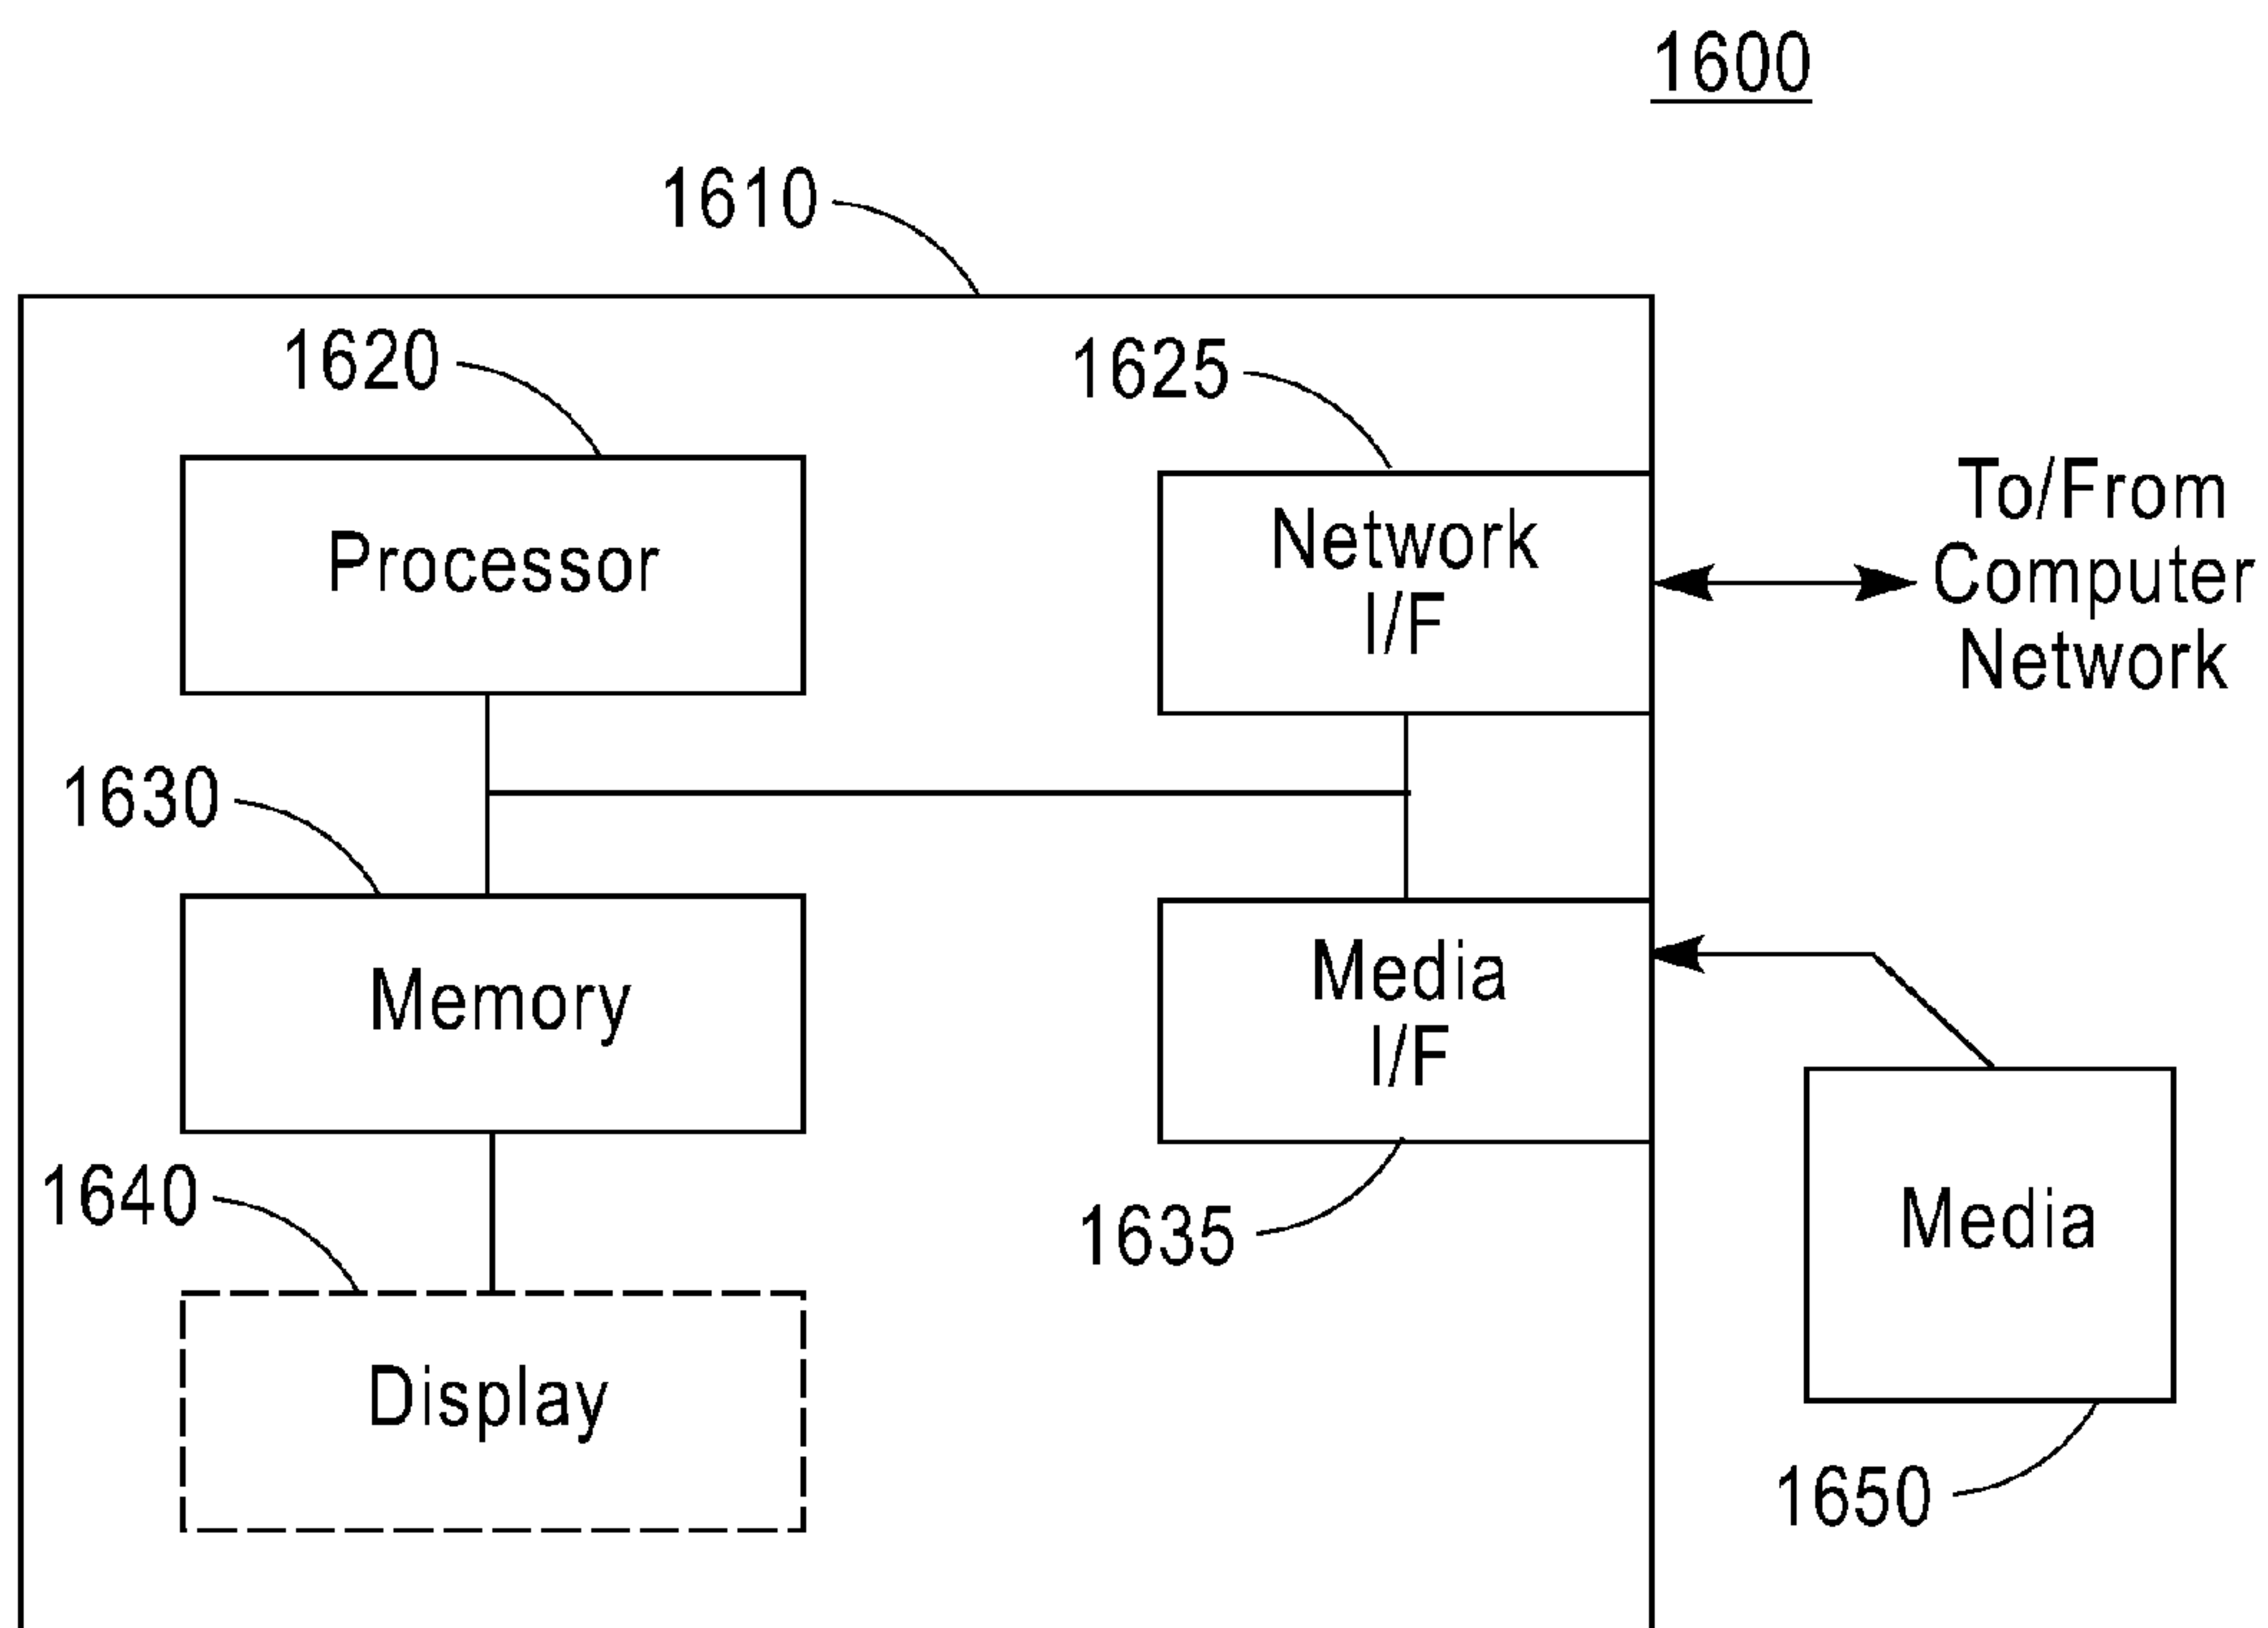 1600
1610
1620
1625
Processor
Network
I/F
To/From
Computer
Network
1630
Memory
Media
I/F
1640
1635
Media
Display
1650